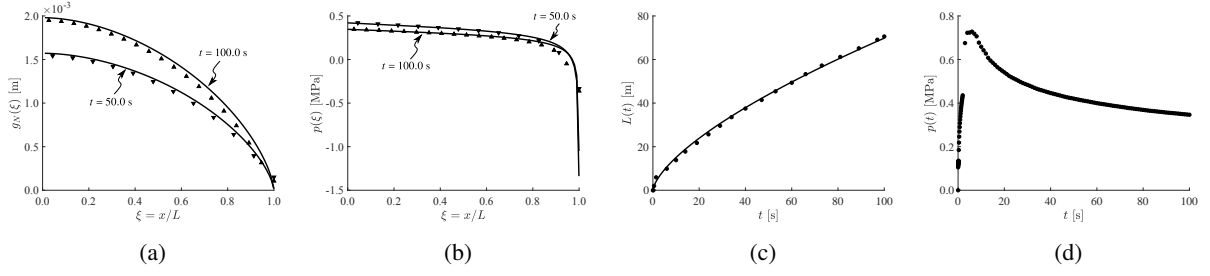 ×10⁻³
2.0
1.5
1.0
0.5
0.0
g_N(ξ) [m]
t = 100.0 s
t = 50.0 s
0.0 0.2 0.4 0.6 0.8 1.0
ξ = x/L
(a)
0.5
0.0
-0.5
-1.0
-1.5
p(ξ) [MPa]
t = 50.0 s
t = 100.0 s
0.0 0.2 0.4 0.6 0.8 1.0
ξ = x/L
(b)
80
60
40
20
0
L(t) [m]
0 20 40 60 80 100
t [s]
(c)
0.8
0.6
0.4
0.2
0.0
p(t) [MPa]
0 20 40 60 80 100
t [s]
(d)